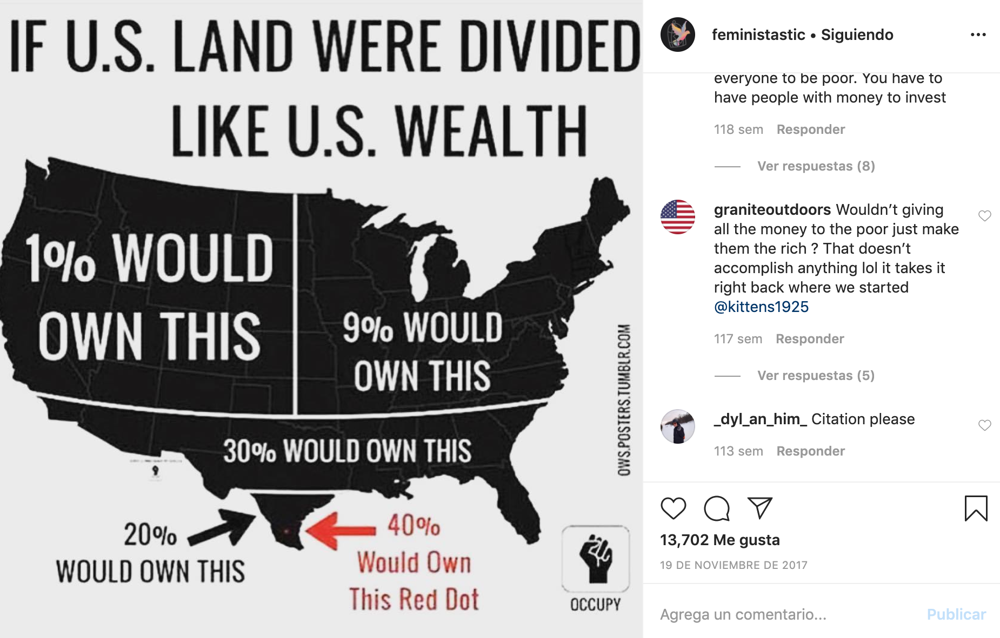 IF U.S. LAND WERE DIVIDED
LIKE U.S. WEALTH
1% WOULD
OWN THIS
9% WOULD
OWN THIS
30% WOULD OWN THIS
20%
WOULD OWN THIS
40%
Would Own
This Red Dot
OWS.POSTERS.TUMBLR.COM
OCCUPY
feministastic • Siguiendo
everyone to be poor. You have to
have people with money to invest
118 sem Responder
Ver respuestas (8)
graniteoutdoors Wouldn’t giving
all the money to the poor just make
them the rich ? That doesn’t
accomplish anything lol it takes it
right back where we started
@kittens1925
117 sem Responder
Ver respuestas (5)
_dyl_an_him_ Citation please
113 sem Responder
13,702 Me gusta
19 DE NOVIEMBRE DE 2017
Agrega un comentario...
Publicar